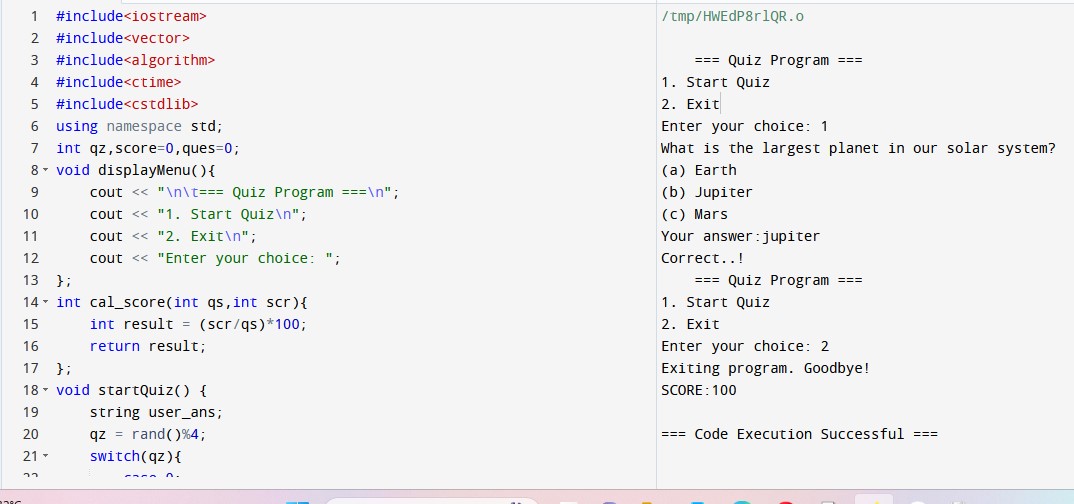 1 #include<iostream>
2 #include<vector>
3 #include<algorithm>
4 #include<ctime>
5 #include<cstdlib>
6 using namespace std;
7 int qz,score=0,ques=0;
8 void displayMenu(){
9 cout << "\n\t=== Quiz Program ===\n";
10 cout << "1. Start Quiz\n";
11 cout << "2. Exit\n";
12 cout << "Enter your choice: ";
13 };
14 int cal_score(int qs,int scr){
15 int result = (scr/qs)*100;
16 return result;
17 };
18 void startQuiz() {
19 string user_ans;
20 qz = rand()%4;
21 switch(qz){
/tmp/HWEdP8rlQR.o
=== Quiz Program ===
1. Start Quiz
2. Exit
Enter your choice: 1
What is the largest planet in our solar system?
(a) Earth
(b) Jupiter
(c) Mars
Your answer:jupiter
Correct..!
=== Quiz Program ===
1. Start Quiz
2. Exit
Enter your choice: 2
Exiting program. Goodbye!
SCORE:100
=== Code Execution Successful ===